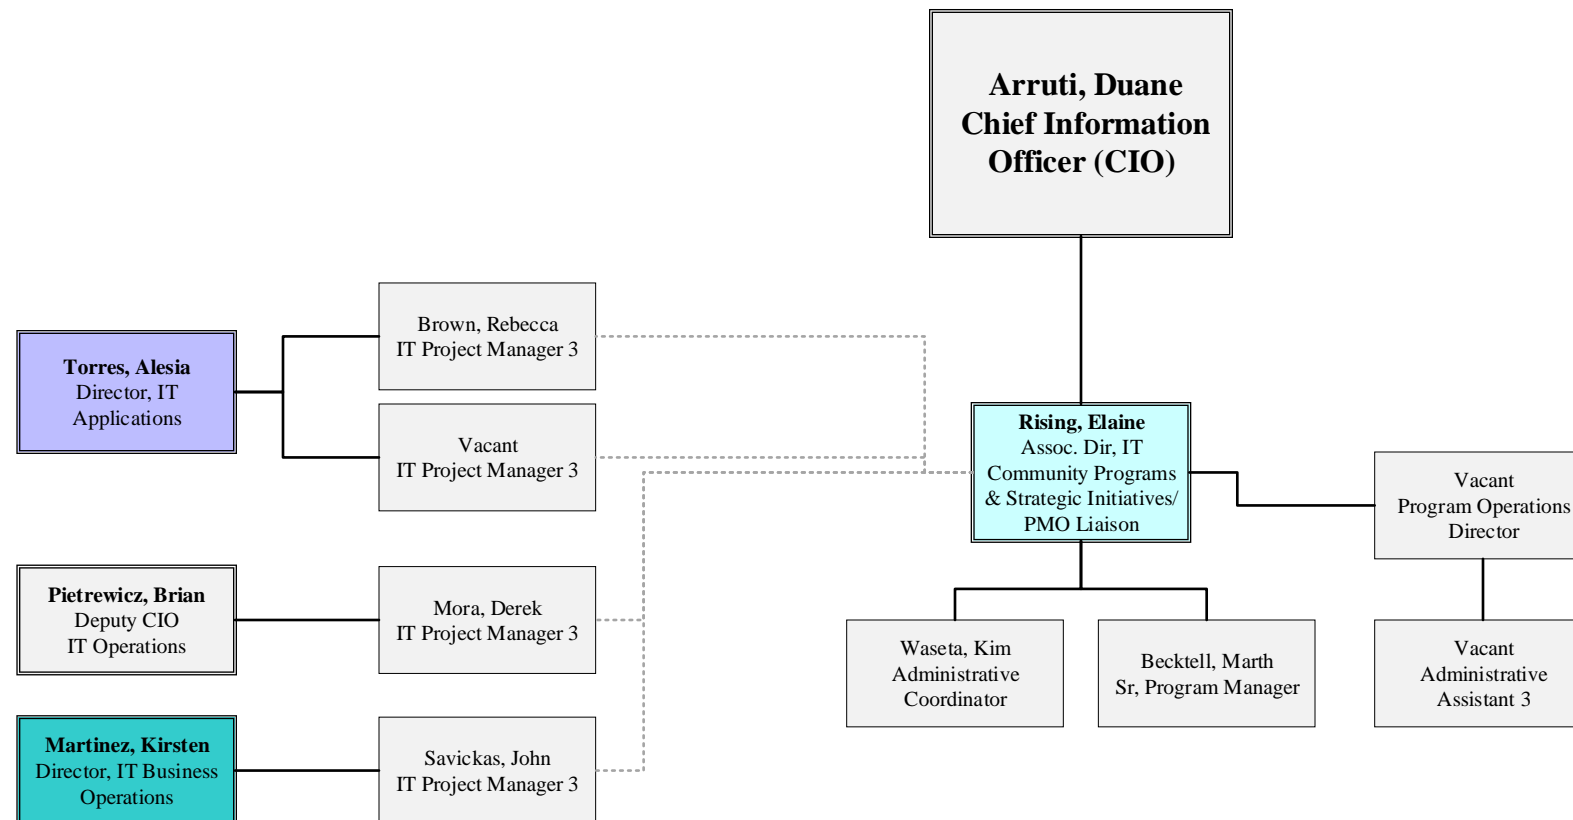 Arruti, Duane
Chief Information
Officer (CIO)
Brown, Rebecca
IT Project Manager 3
Torres, Alesia
Director, IT
Applications
Vacant
IT Project Manager 3
Rising, Elaine
Assoc. Dir, IT
Community Programs
& Strategic Initiatives/
PMO Liaison
Vacant
Program Operations
Director
Pietrewicz, Brian
Deputy CIO
IT Operations
Mora, Derek
IT Project Manager 3
Waseta, Kim
Administrative
Coordinator
Becktell, Marth
Sr, Program Manager
Vacant
Administrative
Assistant 3
Martinez, Kirsten
Director, IT Business
Operations
Savickas, John
IT Project Manager 3